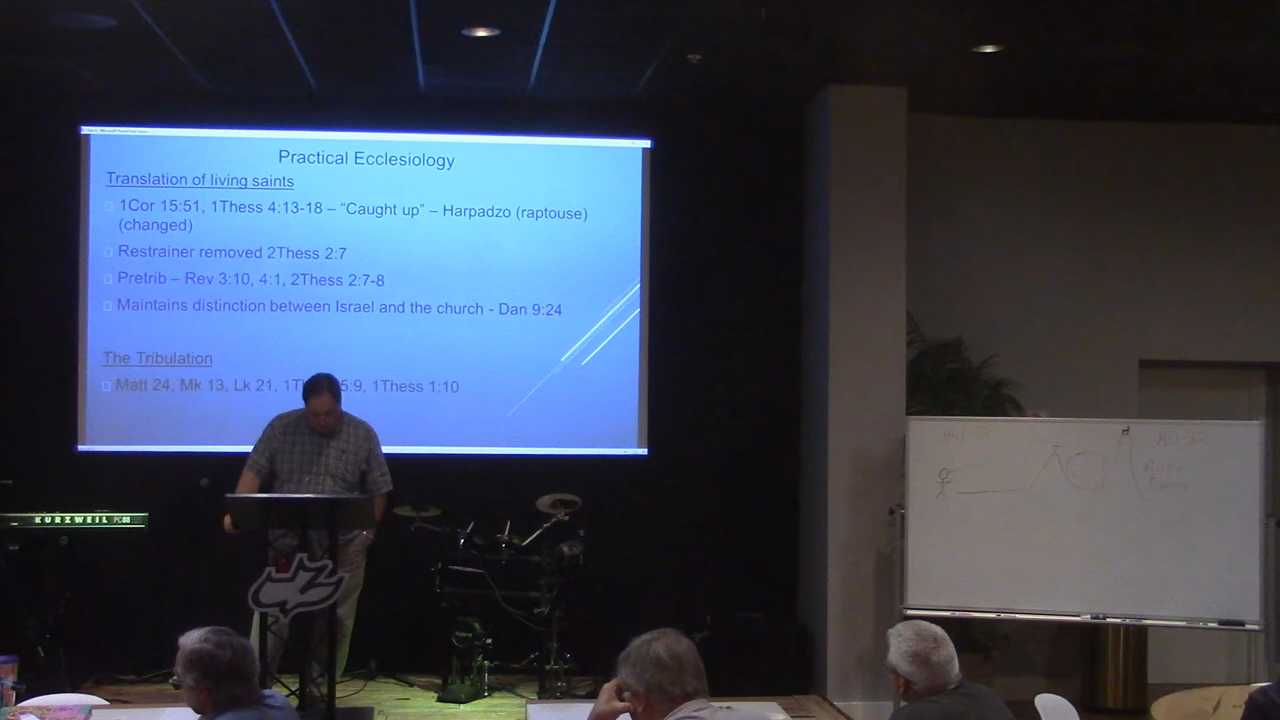 Practical Ecclesiology
Translation of living saints
1Cor 15:51, 1Thess 4:13-18 – “Caught up” – Harpadzo (raptouse)
(changed)
Restrainer removed 2Thess 2:7
Pretrib – Rev 3:10, 4:1, 2Thess 2:7-8
Maintains distinction between Israel and the church - Dan 9:24
The Tribulation
Matt 24, Mk 13, Lk 21, 1Th 5:9, 1Thess 1:10
KURZWEIL PC88